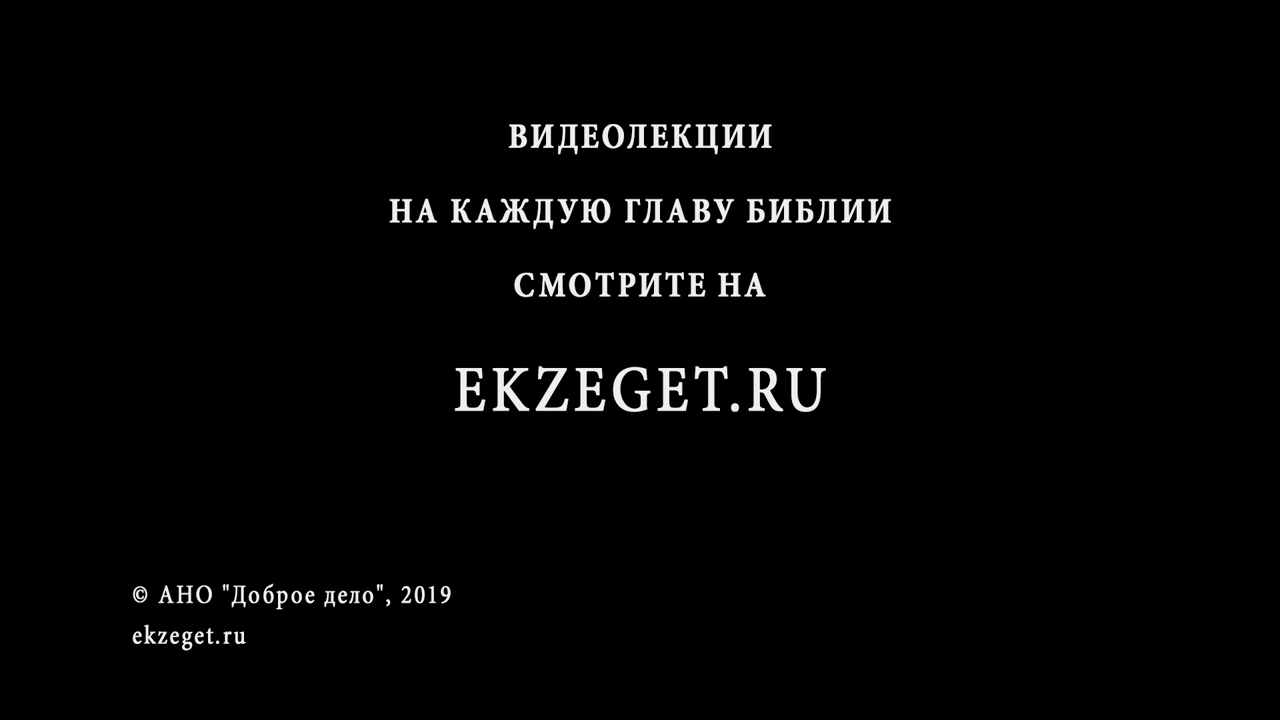 ВИДЕОЛЕКЦИИ
НА КАЖДУЮ ГЛАВУ БИБЛИИ
СМОТРИТЕ НА
EKZEGET.RU
© АНО "Доброе дело", 2019
ekzeget.ru